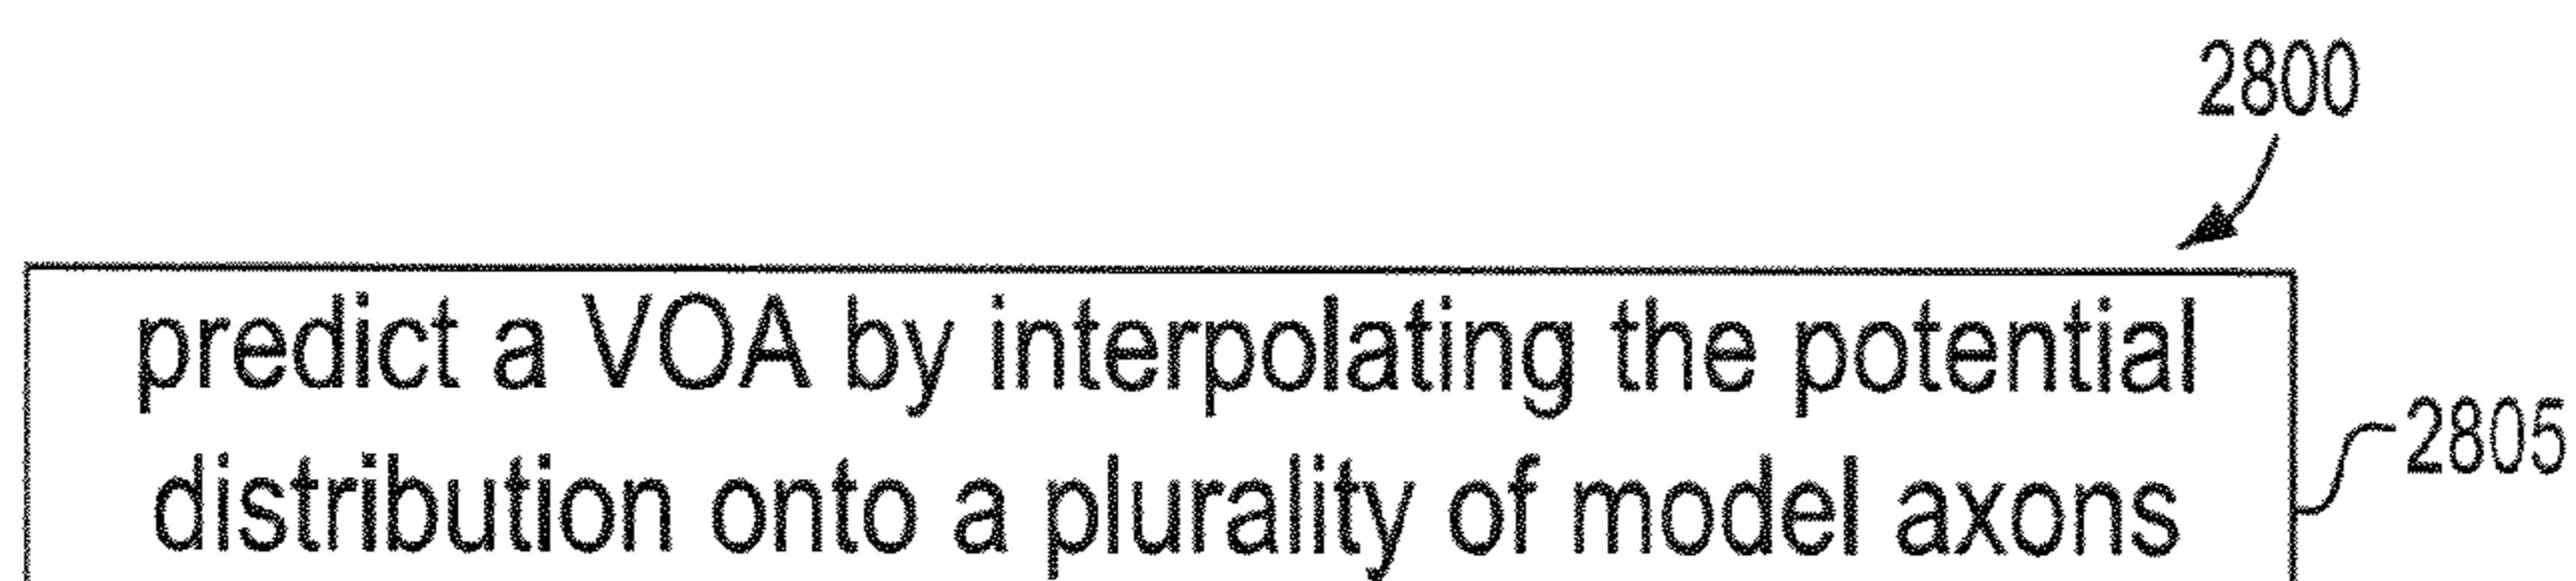 2800
predict a VOA by interpolating the potential
distribution onto a plurality of model axons
2805